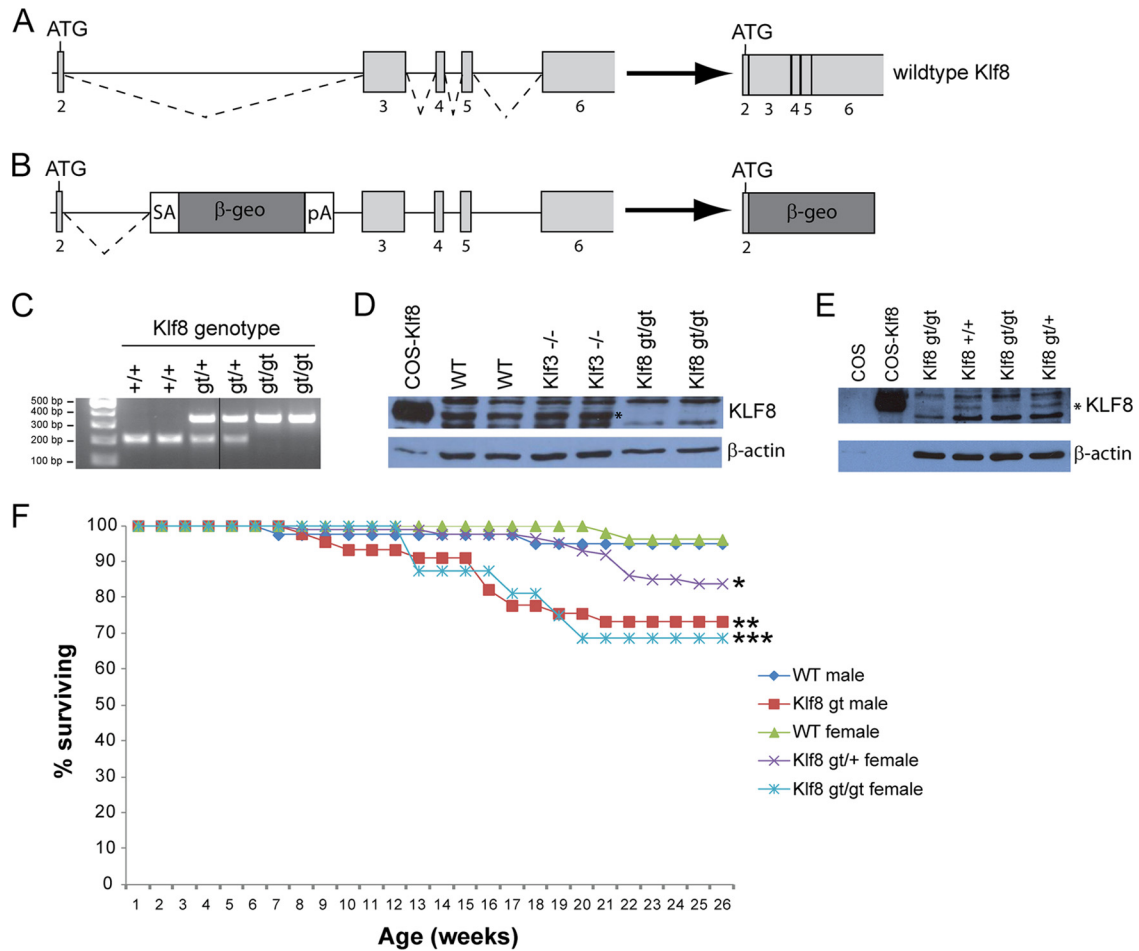 A
ATG
2
3
4
5
6
ATG
2
3
4
5
6
wildtype Klf8
B
ATG
SA
β-geo
pA
2
3
4
5
6
ATG
β-geo
2
C
Klf8 genotype
+/+
+/+
gt/+
gt/+
gt/gt
gt/gt
500 bp
400 bp
300 bp
200 bp
100 bp
D
COS-Klf8
WT
WT
Klf3 -/-
Klf3 -/-
Klf8 gt/gt
Klf8 gt/gt
*
KLF8
β-actin
E
COS
COS-Klf8
Klf8 gt/gt
Klf8 +/+
Klf8 gt/gt
Klf8 gt/+
* KLF8
β-actin
F
% surviving
100
90
80
70
60
50
40
30
20
10
0
*
**
***
WT male
Klf8 gt male
WT female
Klf8 gt/+ female
Klf8 gt/gt female
1 2 3 4 5 6 7 8 9 10 11 12 13 14 15 16 17 18 19 20 21 22 23 24 25 26
Age (weeks)